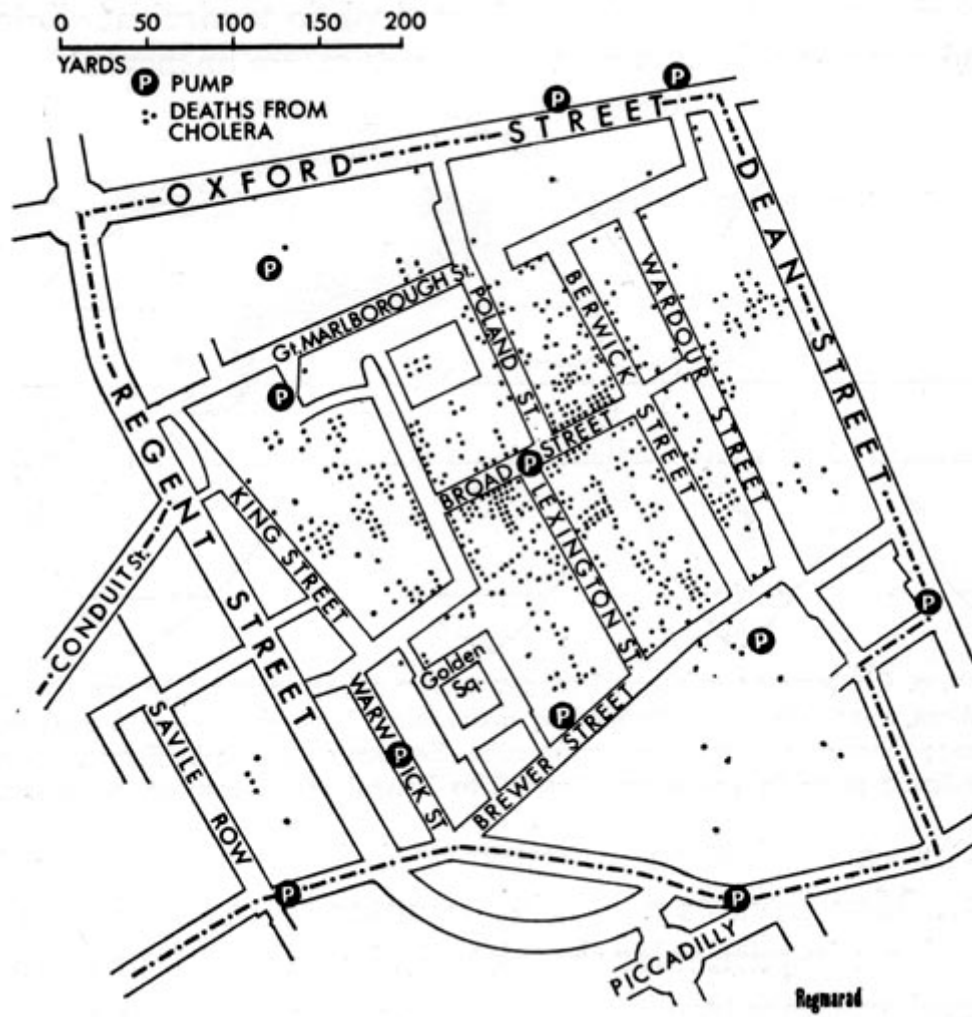 0 50 100 150 200
YARDS
P PUMP
DEATHS FROM
CHOLERA
P
P
OXFORD STREET
DEAN STREET
P
Gt. MARLBOROUGH St.
POLAND ST.
BERWICK STREET
WARDOUR STREET
P
REGENT STREET
BROAD STREET
P
KING STREET
LEXINGTON St.
CONDUIT St.
P
P
Golden
Sq.
WARWICK ST
P
P
BREWER STREET
SAVILE ROW
P
P
PICCADILLY
Regmarad